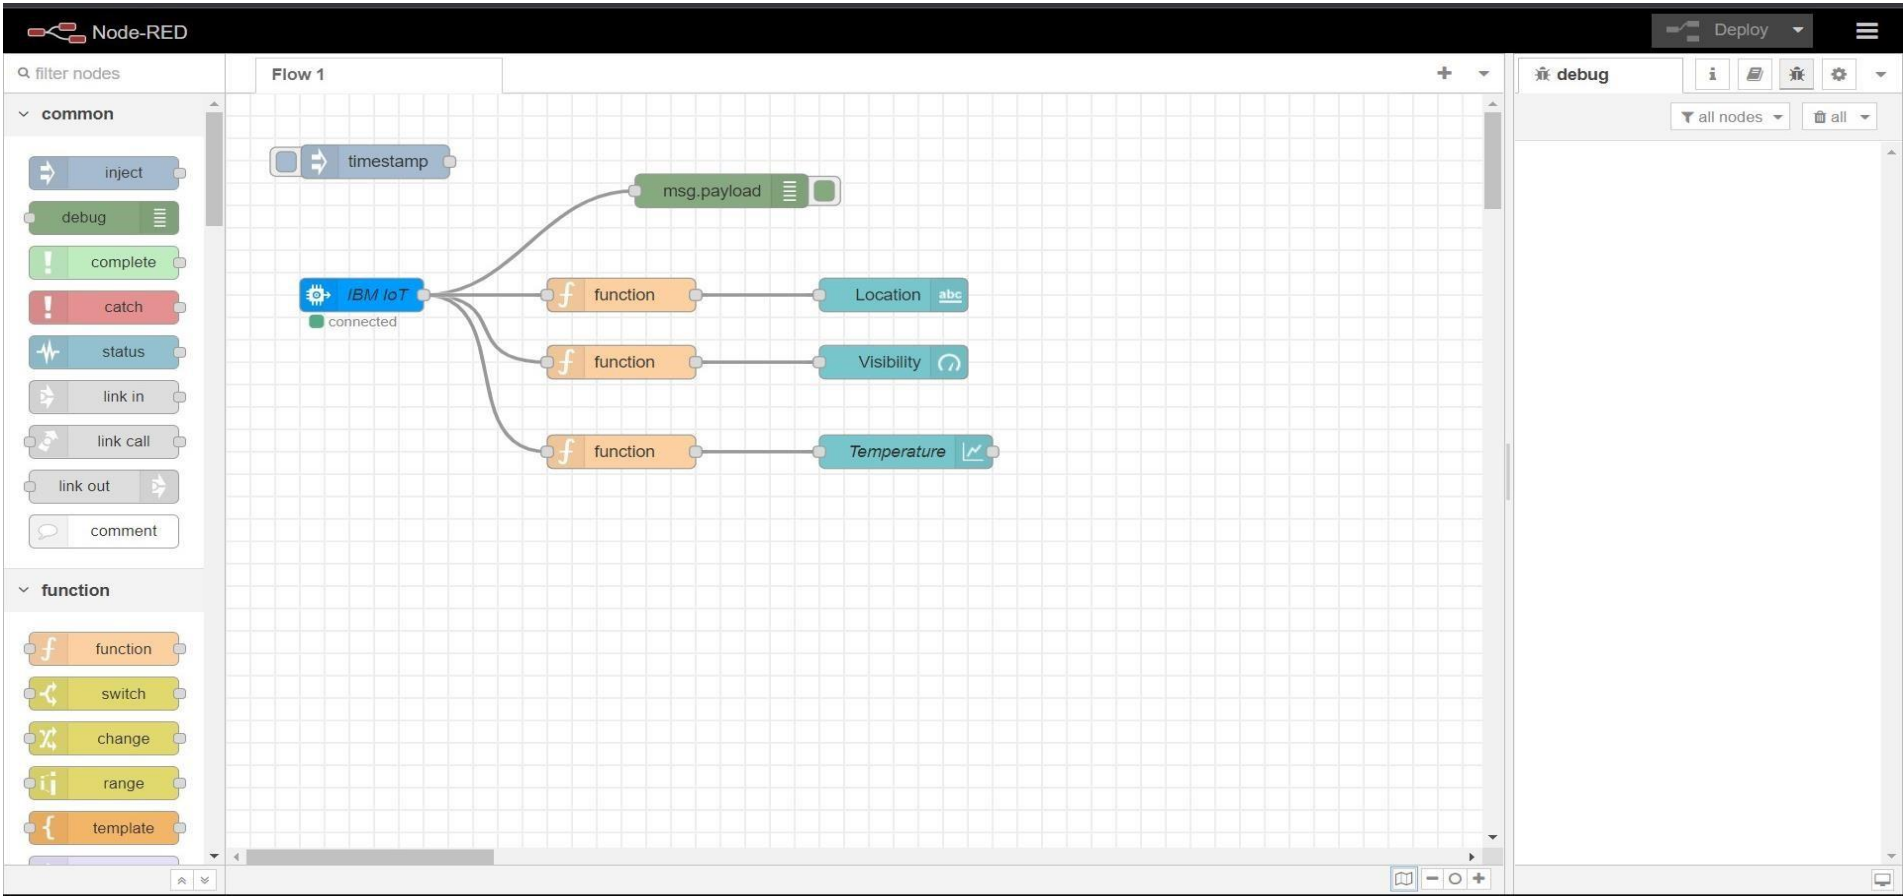 Node-RED
Deploy
filter nodes
common
inject
debug
complete
catch
status
link in
link call
link out
comment
function
function
switch
change
range
template
Flow 1
timestamp
msg.payload
IBM IoT
connected
function
Location
abc
function
Visibility
function
Temperature
debug
i
all nodes
all